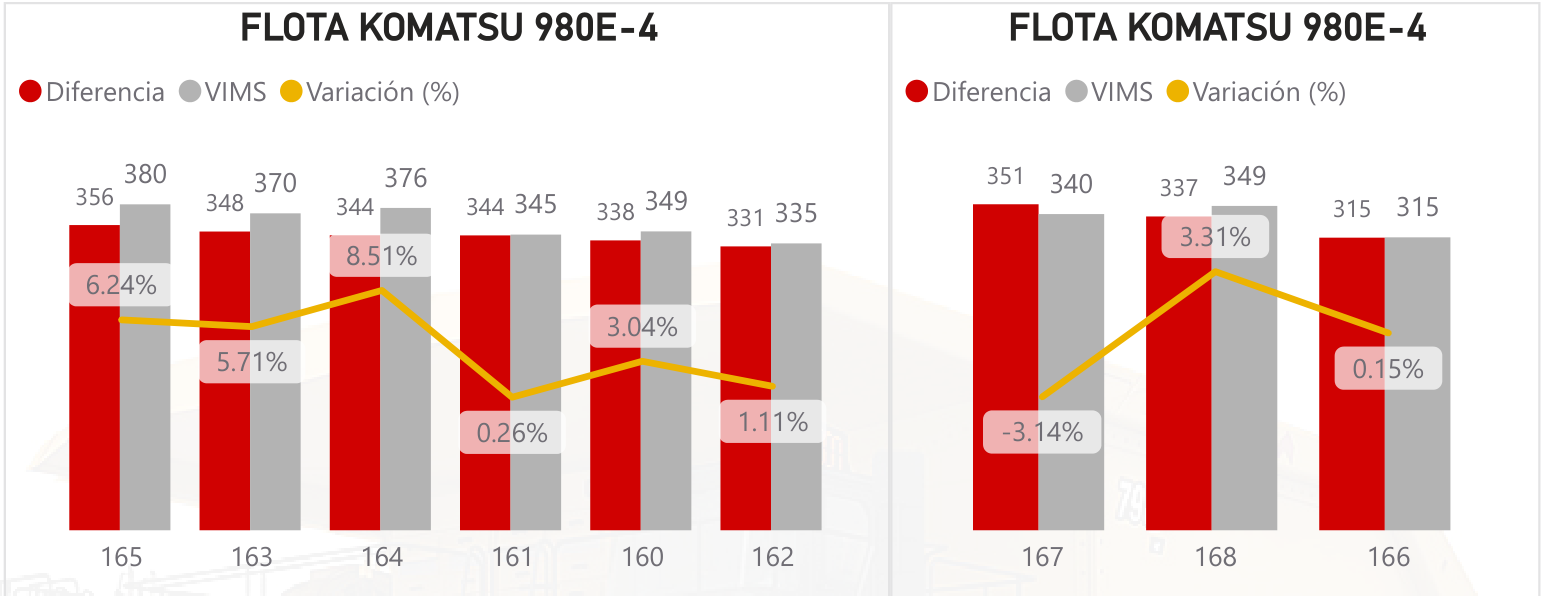 FLOTA KOMATSU 980E-4
Diferencia VIMS Variación (%)
356 380 348 370 344 376 344 345 338 349 331 335
6.24% 5.71% 8.51% 0.26% 3.04% 1.11%
165 163 164 161 160 162
FLOTA KOMATSU 980E-4
Diferencia VIMS Variación (%)
351 340 337 349 315 315
-3.14% 3.31% 0.15%
167 168 166